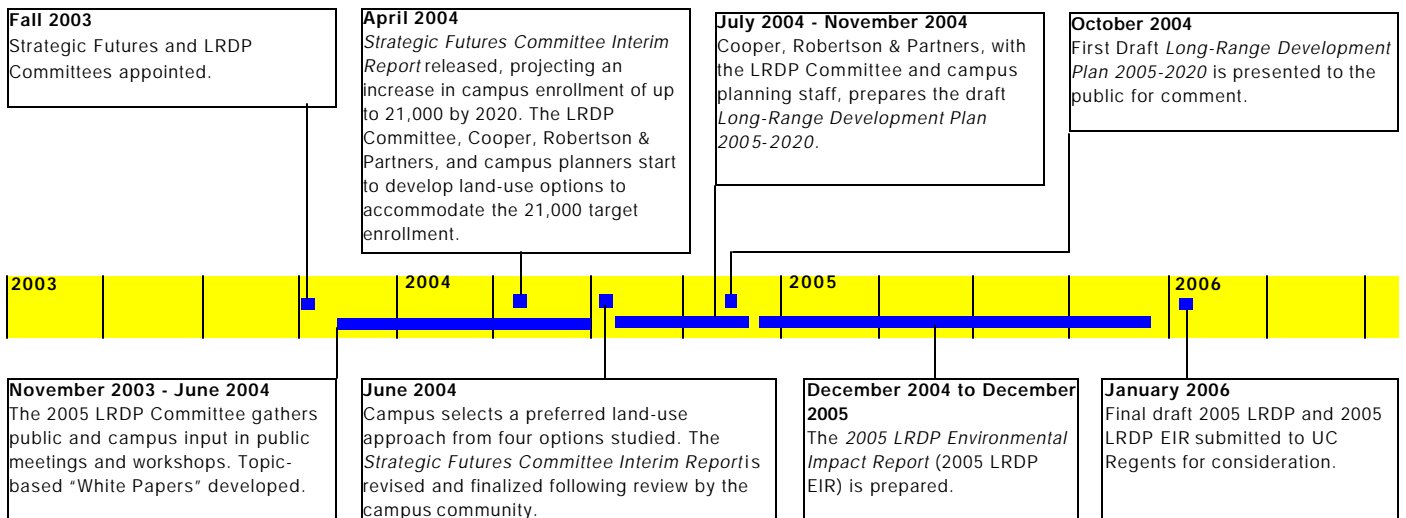 Fall 2003
Strategic Futures and LRDP
Committees appointed.
April 2004
Strategic Futures Committee Interim
Report released, projecting an
increase in campus enrollment of up
to 21,000 by 2020. The LRDP
Committee, Cooper, Robertson &
Partners, and campus planners start
to develop land-use options to
accommodate the 21,000 target
enrollment.
July 2004 - November 2004
Cooper, Robertson & Partners, with
the LRDP Committee and campus
planning staff, prepares the draft
Long-Range Development Plan
2005-2020.
October 2004
First Draft Long-Range Development
Plan 2005-2020 is presented to the
public for comment.
2003
2004
2005
2006
November 2003 - June 2004
The 2005 LRDP Committee gathers
public and campus input in public
meetings and workshops. Topic-
based “White Papers” developed.
June 2004
Campus selects a preferred land-use
approach from four options studied. The
Strategic Futures Committee Interim Report is
revised and finalized following review by the
campus community.
December 2004 to December
2005
The 2005 LRDP Environmental
Impact Report (2005 LRDP
EIR) is prepared.
January 2006
Final draft 2005 LRDP and 2005
LRDP EIR submitted to UC
Regents for consideration.